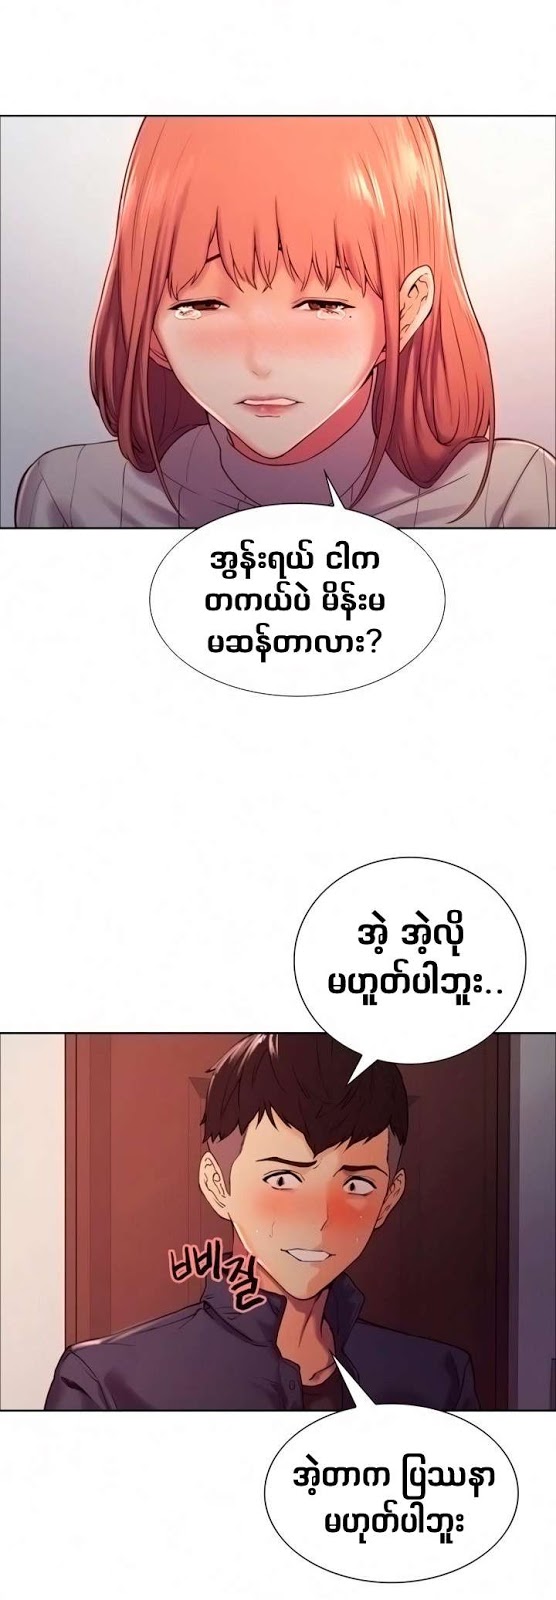 အွန်းရယ် ငါက
တကယ်ပဲ မိန်းမ
မဆန်တာလား?
အဲ့ အဲ့လို
မဟူတ်ပါဘူး..
삐질
အဲ့တာက ပြဿနာ
မဟုတ်ပါဘူး